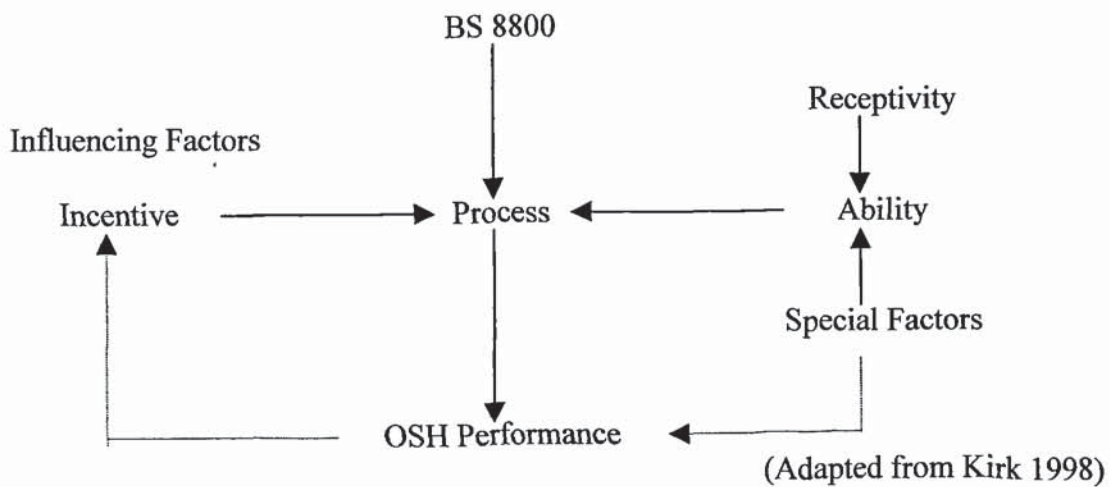 BS 8800
Receptivity
Influencing Factors
Incentive
Process
Ability
Special Factors
OSH Performance
(Adapted from Kirk 1998)